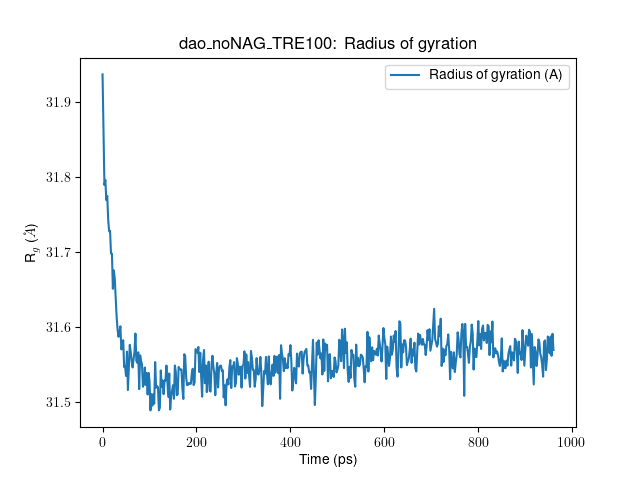 dao_noNAG_TRE100: Radius of gyration
Radius of gyration (A)
31.9
31.8
31.7
31.6
31.5
R_g (Å)
0 200 400 600 800 1000
Time (ps)